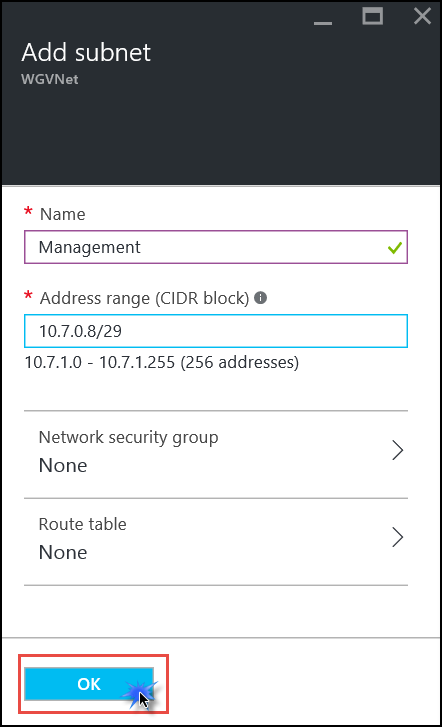 Add subnet
WGVNet
* Name
Management
* Address range (CIDR block)
10.7.0.8/29
10.7.1.0 - 10.7.1.255 (256 addresses)
Network security group
None
Route table
None
OK